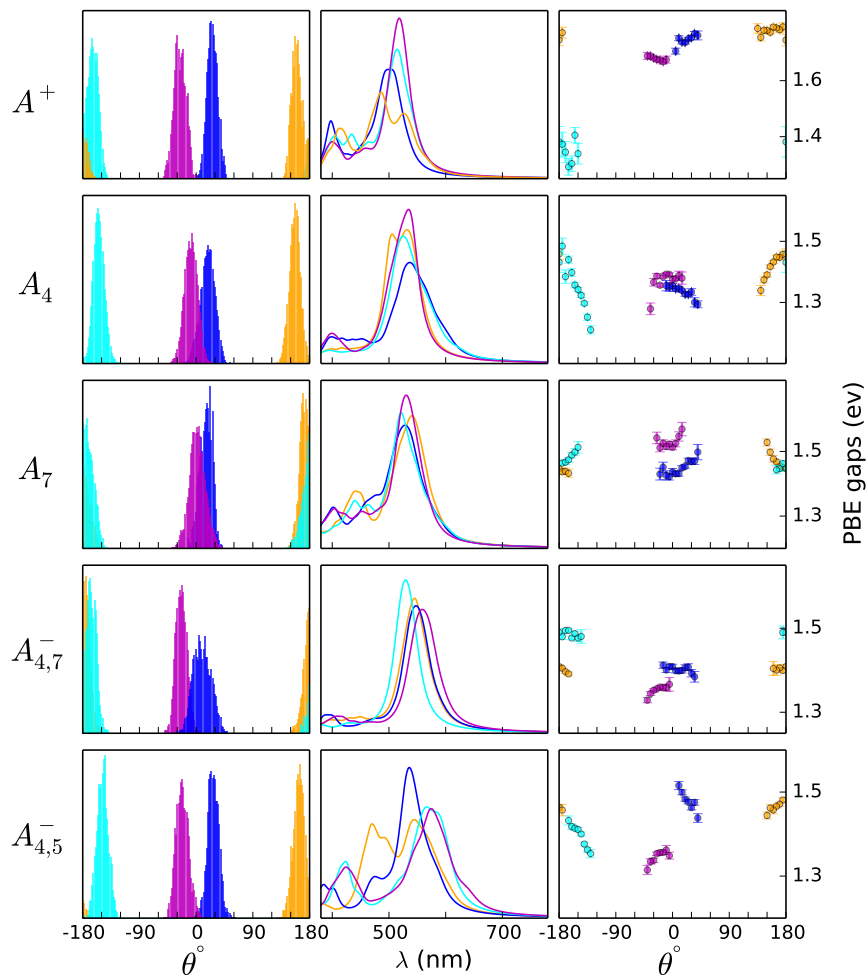 A⁺
1.6
1.4
A₄
1.5
1.3
A₇
1.5
1.3
PBE gaps (ev)
A⁻₄,₇
1.5
1.3
A⁻₄,₅
1.5
1.3
-180 -90 0 90 180 500 700 -180 -90 0 90 180
θ° λ (nm) θ°